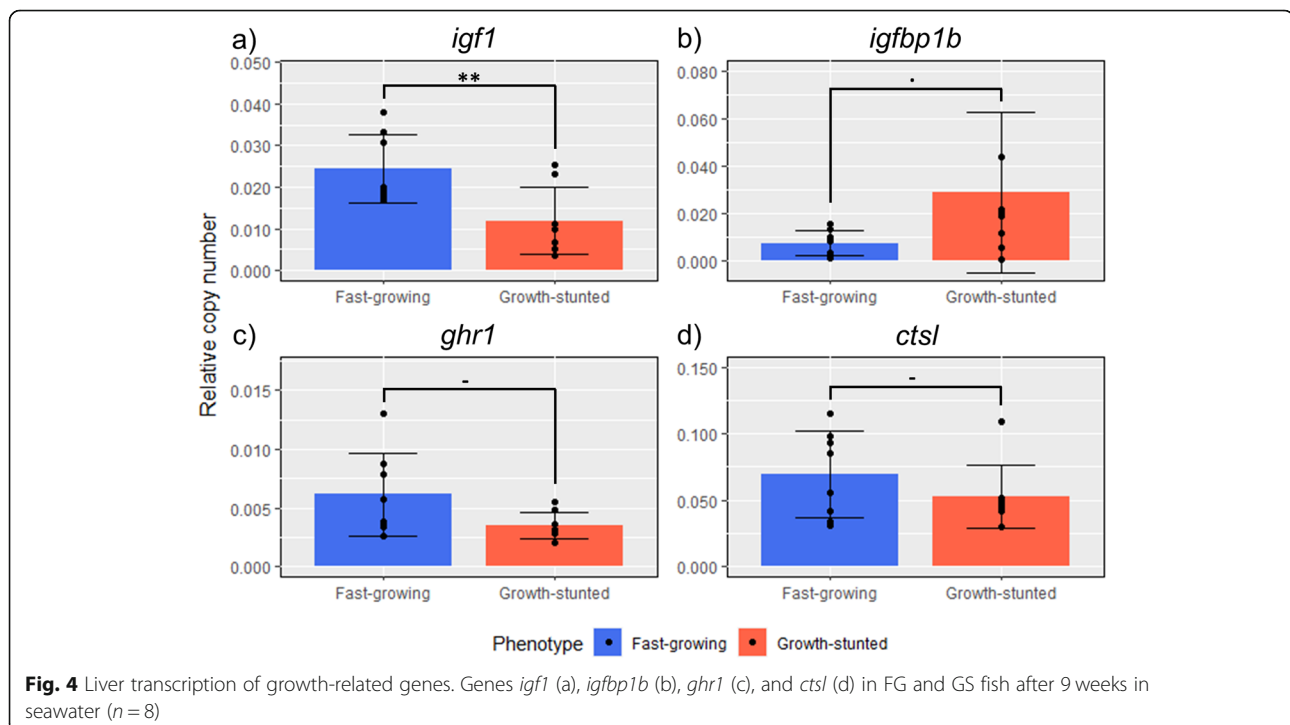 a) igf1
0.050
0.040
0.030
0.020
0.010
0.000
**
Fast-growing Growth-stunted
b) igfbp1b
0.080
0.060
0.040
0.020
0.000
.
Fast-growing Growth-stunted
Relative copy number
c) ghr1
0.015
0.010
0.005
0.000
-
Fast-growing Growth-stunted
d) ctsl
0.150
0.100
0.050
0.000
-
Fast-growing Growth-stunted
Phenotype Fast-growing Growth-stunted
Fig. 4 Liver transcription of growth-related genes. Genes igf1 (a), igfbp1b (b), ghr1 (c), and ctsl (d) in FG and GS fish after 9 weeks in
seawater (n = 8)